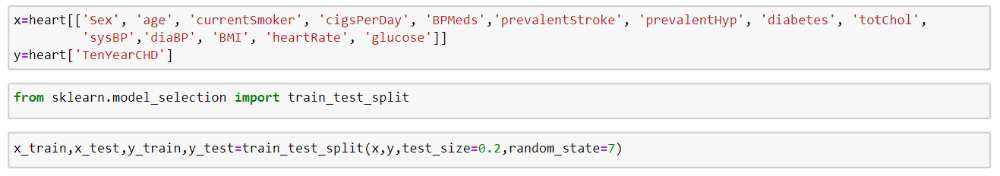 x=heart[['Sex', 'age', 'currentSmoker', 'cigsPerDay', 'BPMeds','prevalentStroke', 'prevalentHyp', 'diabetes', 'totChol',
'sysBP','diaBP', 'BMI', 'heartRate', 'glucose']]
y=heart['TenYearCHD']
from sklearn.model_selection import train_test_split
x_train,x_test,y_train,y_test=train_test_split(x,y,test_size=0.2,random_state=7)